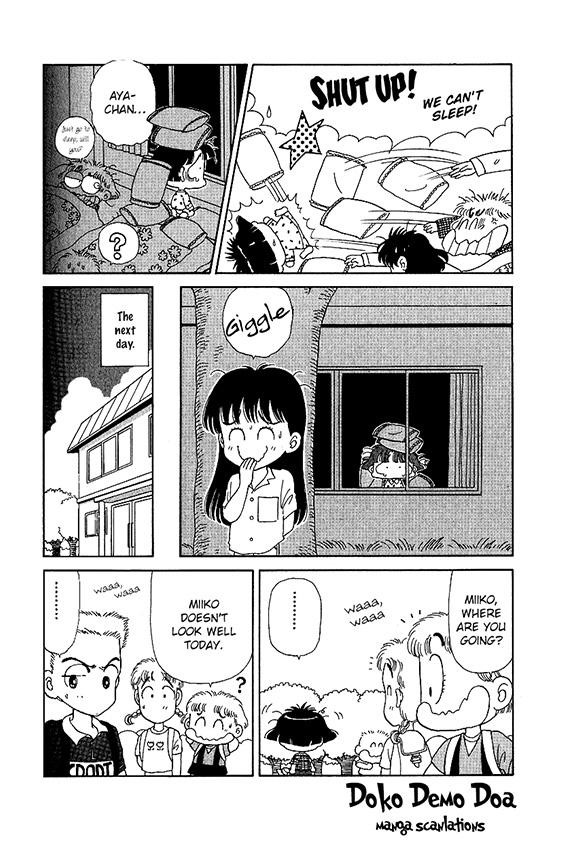 SHUT UP!
WE CAN'T
SLEEP!
AYA-
CHAN...
Don't go to
sleep, will
you?
?
Giggle
The
next
day.
MIIKO,
WHERE
ARE YOU
GOING?
waaa,
waaa
.......
MIIKO
DOESN'T
LOOK WELL
TODAY.
?
waaa,
waaa
........
DOKO DEMO DOA
MANGA SCANLATIONS